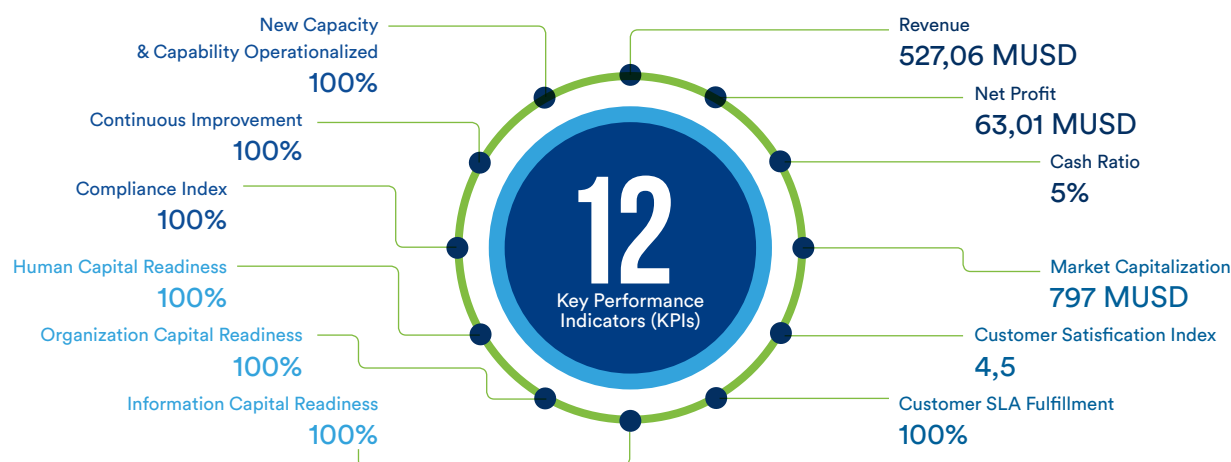 New Capacity
& Capability Operationalized
100%
Continuous Improvement
100%
Compliance Index
100%
Human Capital Readiness
100%
Organization Capital Readiness
100%
Information Capital Readiness
100%
12
Key Performance
Indicators (KPIs)
Revenue
527,06 MUSD
Net Profit
63,01 MUSD
Cash Ratio
5%
Market Capitalization
797 MUSD
Customer Satisfication Index
4,5
Customer SLA Fulfillment
100%